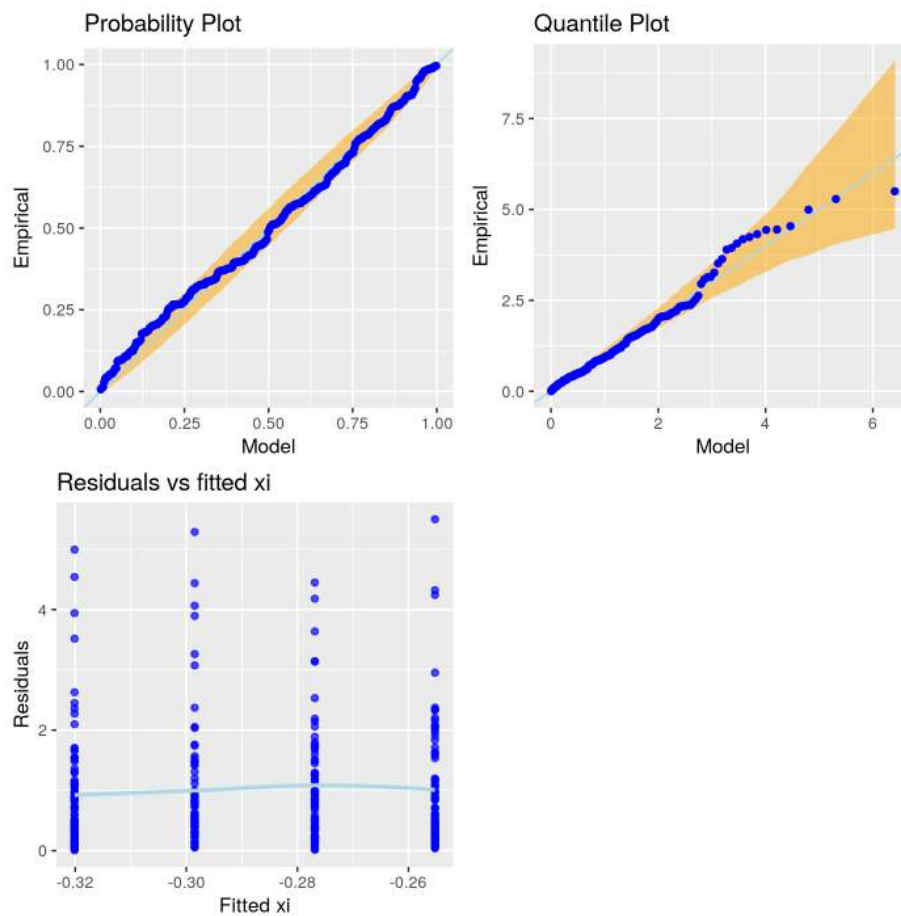 Probability Plot
Quantile Plot
1.00
0.75
0.50
0.25
0.00
Empirical
0.00 0.25 0.50 0.75 1.00
Model
7.5
5.0
2.5
0.0
Empirical
0 2 4 6
Model
Residuals vs fitted xi
4
2
0
Residuals
-0.32 -0.30 -0.28 -0.26
Fitted xi